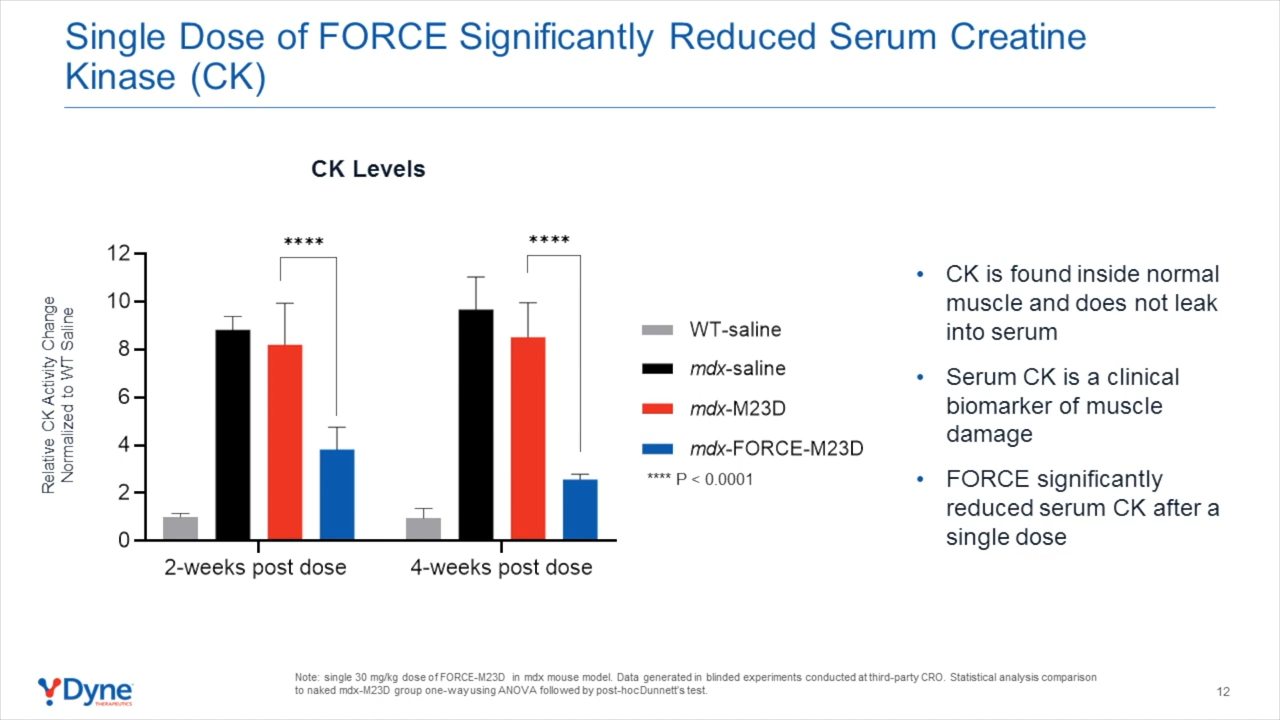 Single Dose of FORCE Significantly Reduced Serum Creatine
Kinase (CK)
CK Levels
Relative CK Activity Change
Normalized to WT Saline
12
10
8
6
4
2
0
****
****
2-weeks post dose
4-weeks post dose
WT-saline
mdx-saline
mdx-M23D
mdx-FORCE-M23D
**** P < 0.0001
• CK is found inside normal
muscle and does not leak
into serum
• Serum CK is a clinical
biomarker of muscle
damage
• FORCE significantly
reduced serum CK after a
single dose
Dyne
THERAPEUTICS
Note: single 30 mg/kg dose of FORCE-M23D in mdx mouse model. Data generated in blinded experiments conducted at third-party CRO. Statistical analysis comparison
to naked mdx-M23D group one-way using ANOVA followed by post-hoc Dunnett's test.
12